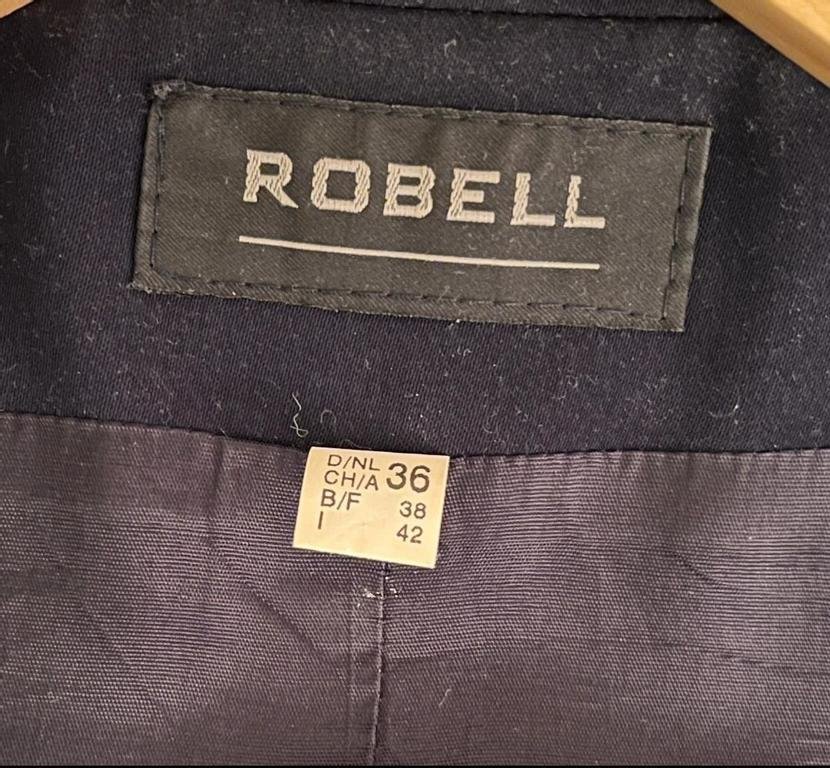 ROBELL
D/NL 36
CH/A
B/F 38
I 42